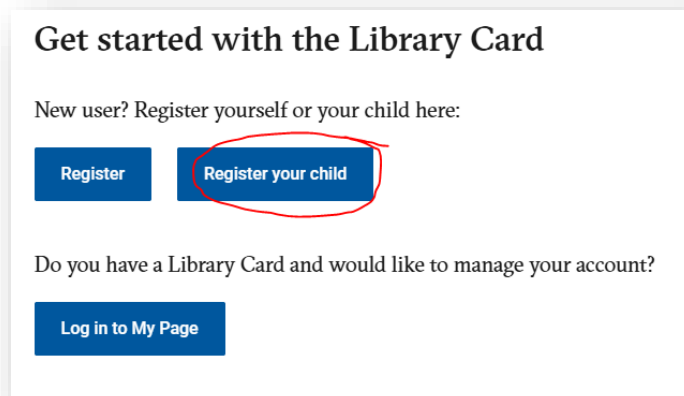 Get started with the Library Card
New user? Register yourself or your child here:
Register Register your child
Do you have a Library Card and would like to manage your account?
Log in to My Page